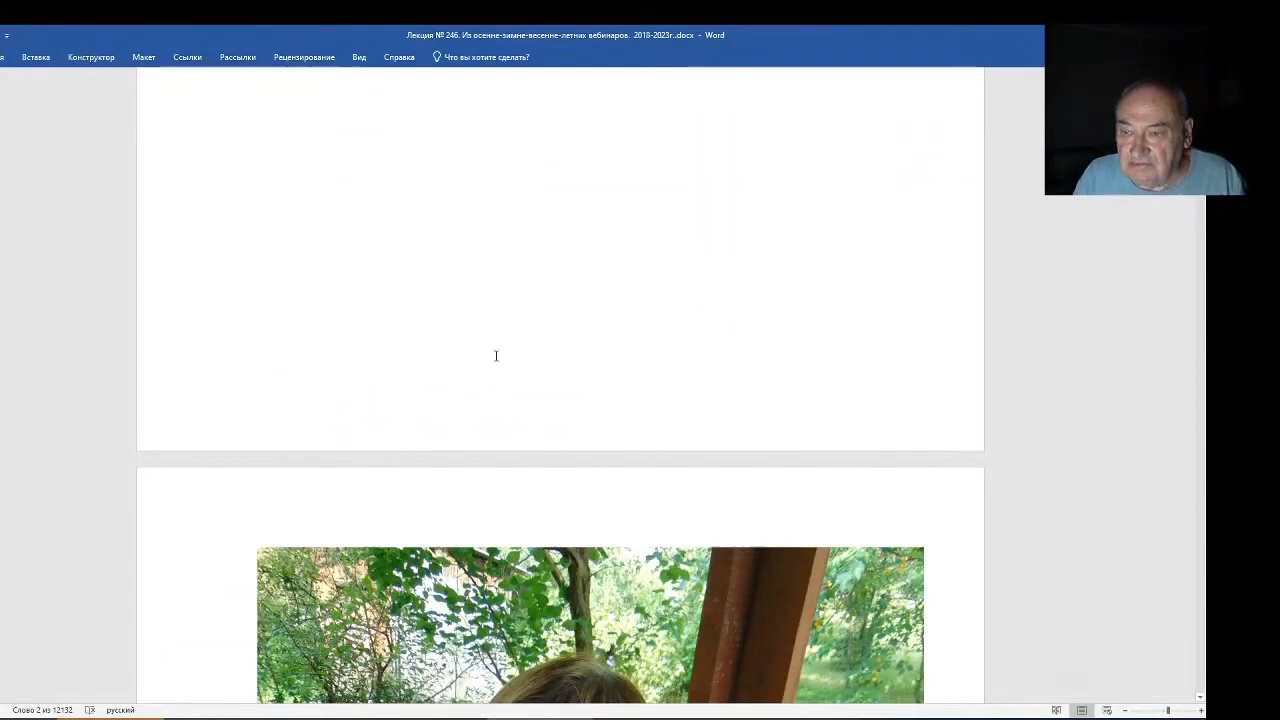 Лекция № 246. Из осенне-зимне-весенне-летних вебинаров. 2018-2023г..docx - Word
я Вставка Конструктор Макет Ссылки Рассылки Рецензирование Вид Справка Что вы хотите сделать?
Слово 2 из 12132 русский